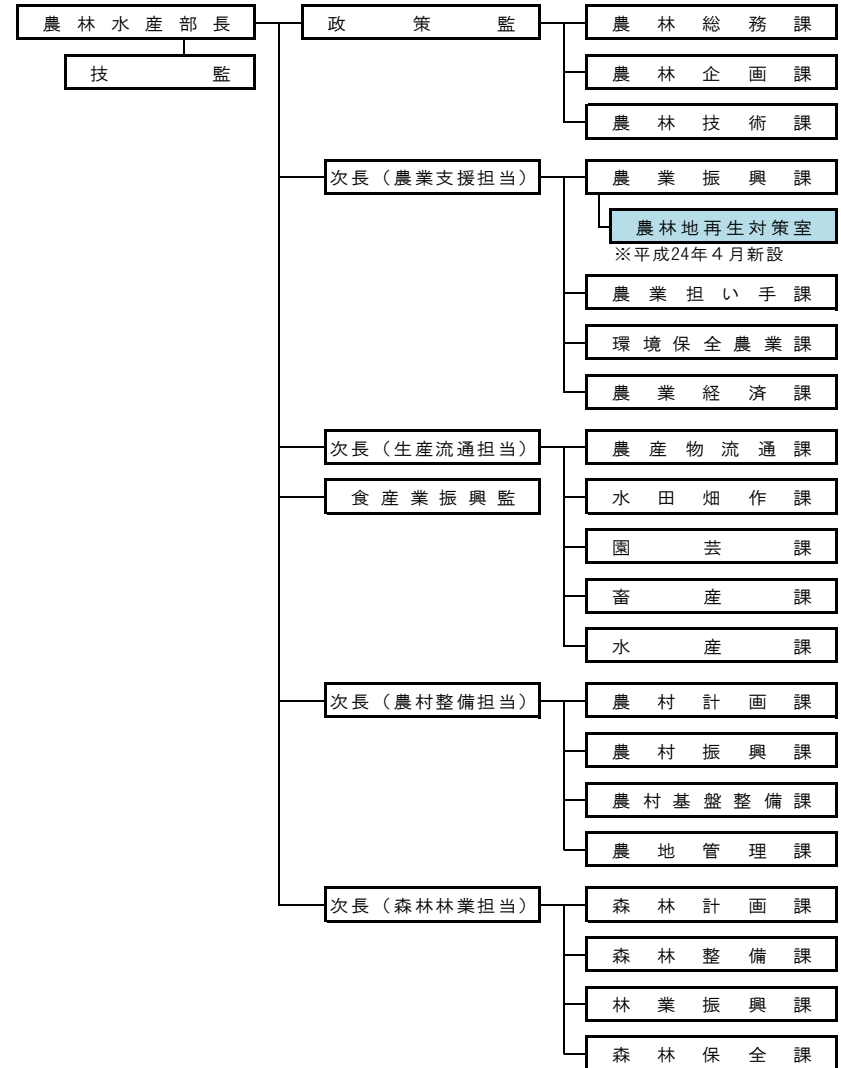 農林水産部長
技監
政策監
農林総務課
農林企画課
農林技術課
次長（農業支援担当）
農業振興課
農林地再生対策室
※平成24年４月新設
農業担い手課
環境保全農業課
農業経済課
次長（生産流通担当）
食産業振興監
農産物流通課
水田畑作課
園芸課
畜産課
水産課
次長（農村整備担当）
農村計画課
農村振興課
農村基盤整備課
農地管理課
次長（森林林業担当）
森林計画課
森林整備課
林業振興課
森林保全課